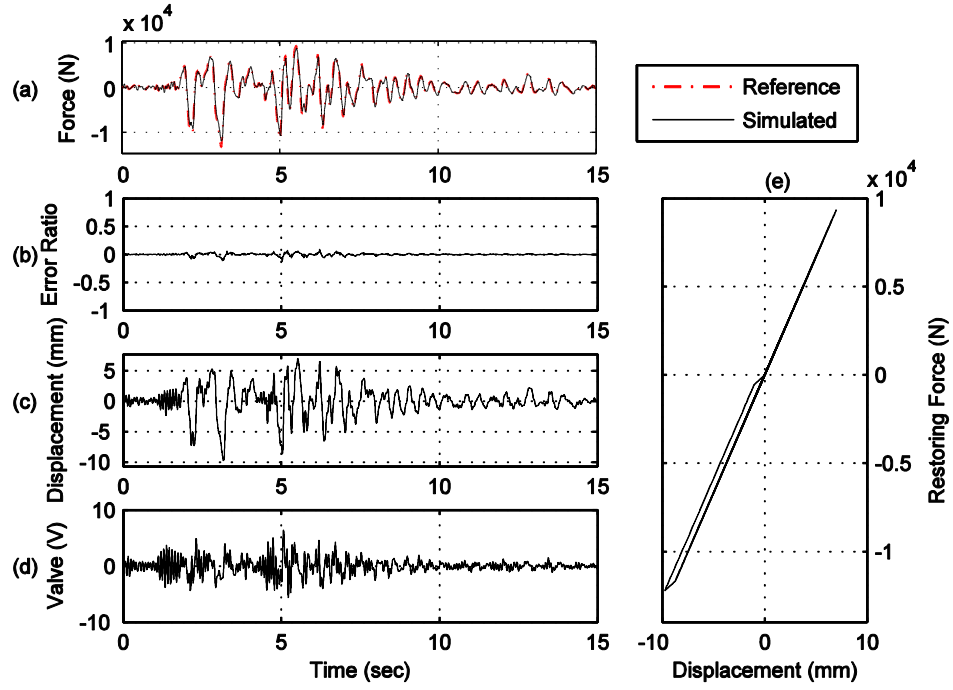 x 10^4
1
0
-1
Force (N)
(a)
0
5
10
15
Reference
Simulated
1
0.5
0
-0.5
-1
Error Ratio
(b)
0
5
10
15
5
0
-5
-10
Displacement (mm)
(c)
0
5
10
15
10
0
-10
Valve (V)
(d)
0
5
10
15
Time (sec)
(e)
x 10^4
1
0.5
0
-0.5
-1
Restoring Force (N)
-10
0
10
Displacement (mm)